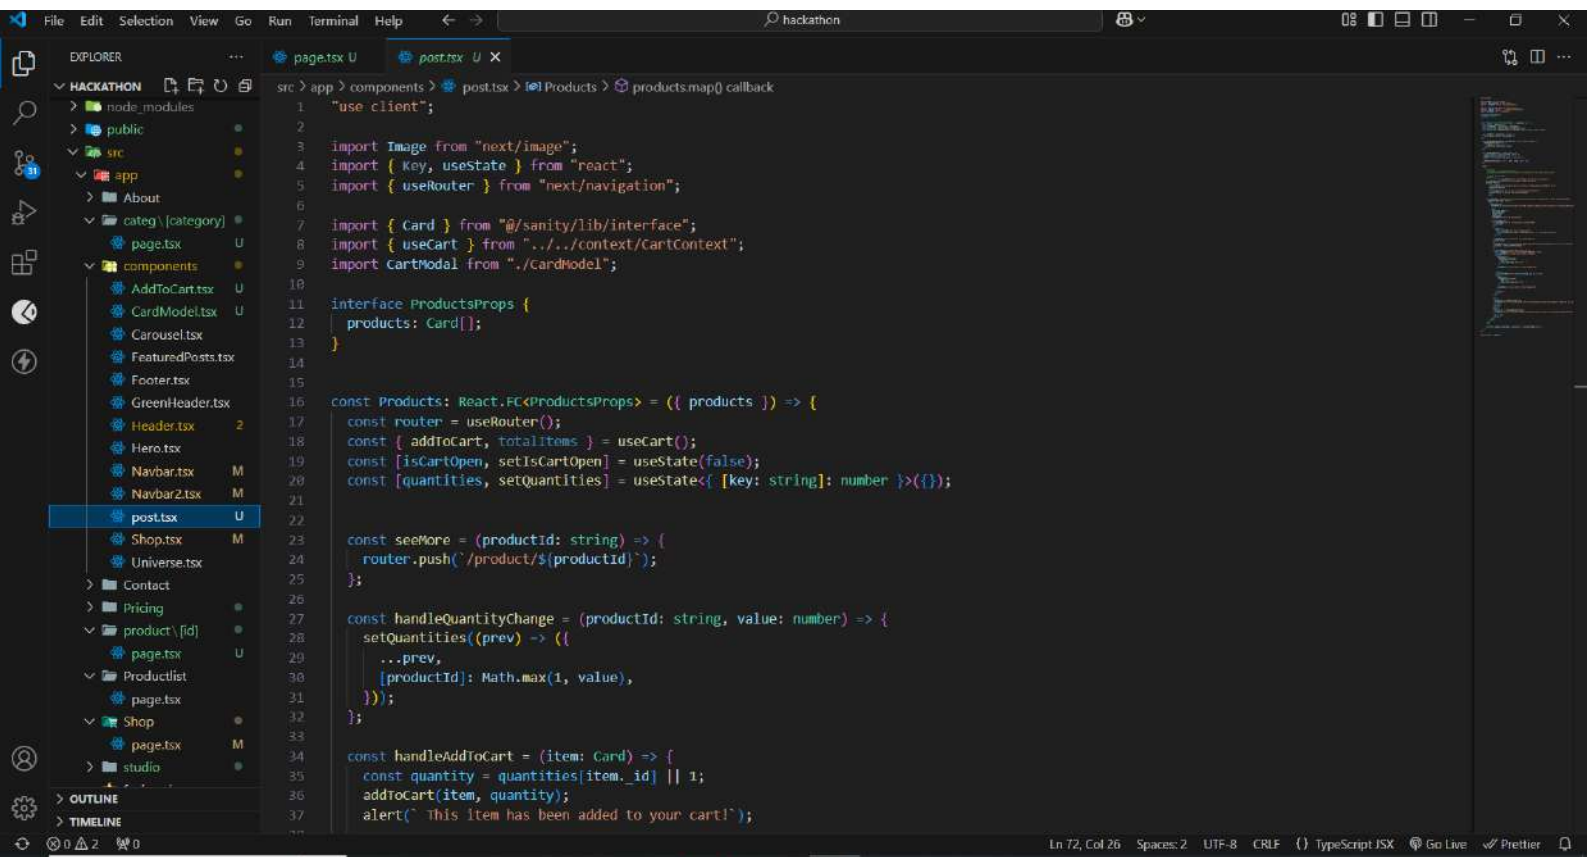 File Edit Selection View Go Run Terminal Help hackathon
EXPLORER
page.tsx U
post.tsx U
HACKATHON
src > app > components > post.tsx > Products > products.map() callback
node_modules
public
src
app
About
categ\[category]
page.tsx U
components
AddToCart.tsx U
CardModel.tsx U
Carousel.tsx
FeaturedPosts.tsx
Footer.tsx
GreenHeader.tsx
Header.tsx 2
Hero.tsx
Navbar.tsx M
Navbar2.tsx M
post.tsx U
Shop.tsx M
Universe.tsx
Contact
Pricing
product\[id]
page.tsx U
Productlist
page.tsx
Shop
page.tsx M
studio
OUTLINE
TIMELINE
31
1 "use client";
2
3 import Image from "next/image";
4 import { Key, useState } from "react";
5 import { useRouter } from "next/navigation";
6
7 import { Card } from "@/sanity/lib/interface";
8 import { useCart } from "../../context/CartContext";
9 import CartModal from "./CardModel";
10
11 interface ProductsProps {
12 products: Card[];
13 }
14
15
16 const Products: React.FC<ProductsProps> = ({ products }) => {
17 const router = useRouter();
18 const { addToCart, totalItems } = useCart();
19 const [isCartOpen, setIsCartOpen] = useState(false);
20 const [quantities, setQuantities] = useState<{ [key: string]: number }>({});
21
22
23 const seeMore = (productId: string) => {
24 router.push(`/product/${productId}`);
25 };
26
27 const handleQuantityChange = (productId: string, value: number) => {
28 setQuantities((prev) => ({
29 ...prev,
30 [productId]: Math.max(1, value),
31 }));
32 };
33
34 const handleAddToCart = (item: Card) => {
35 const quantity = quantities[item._id] || 1;
36 addToCart(item, quantity);
37 alert(` This item has been added to your cart!`);
0 2 0 Ln 72, Col 26 Spaces: 2 UTF-8 CRLF {} TypeScript JSX Go Live Prettier